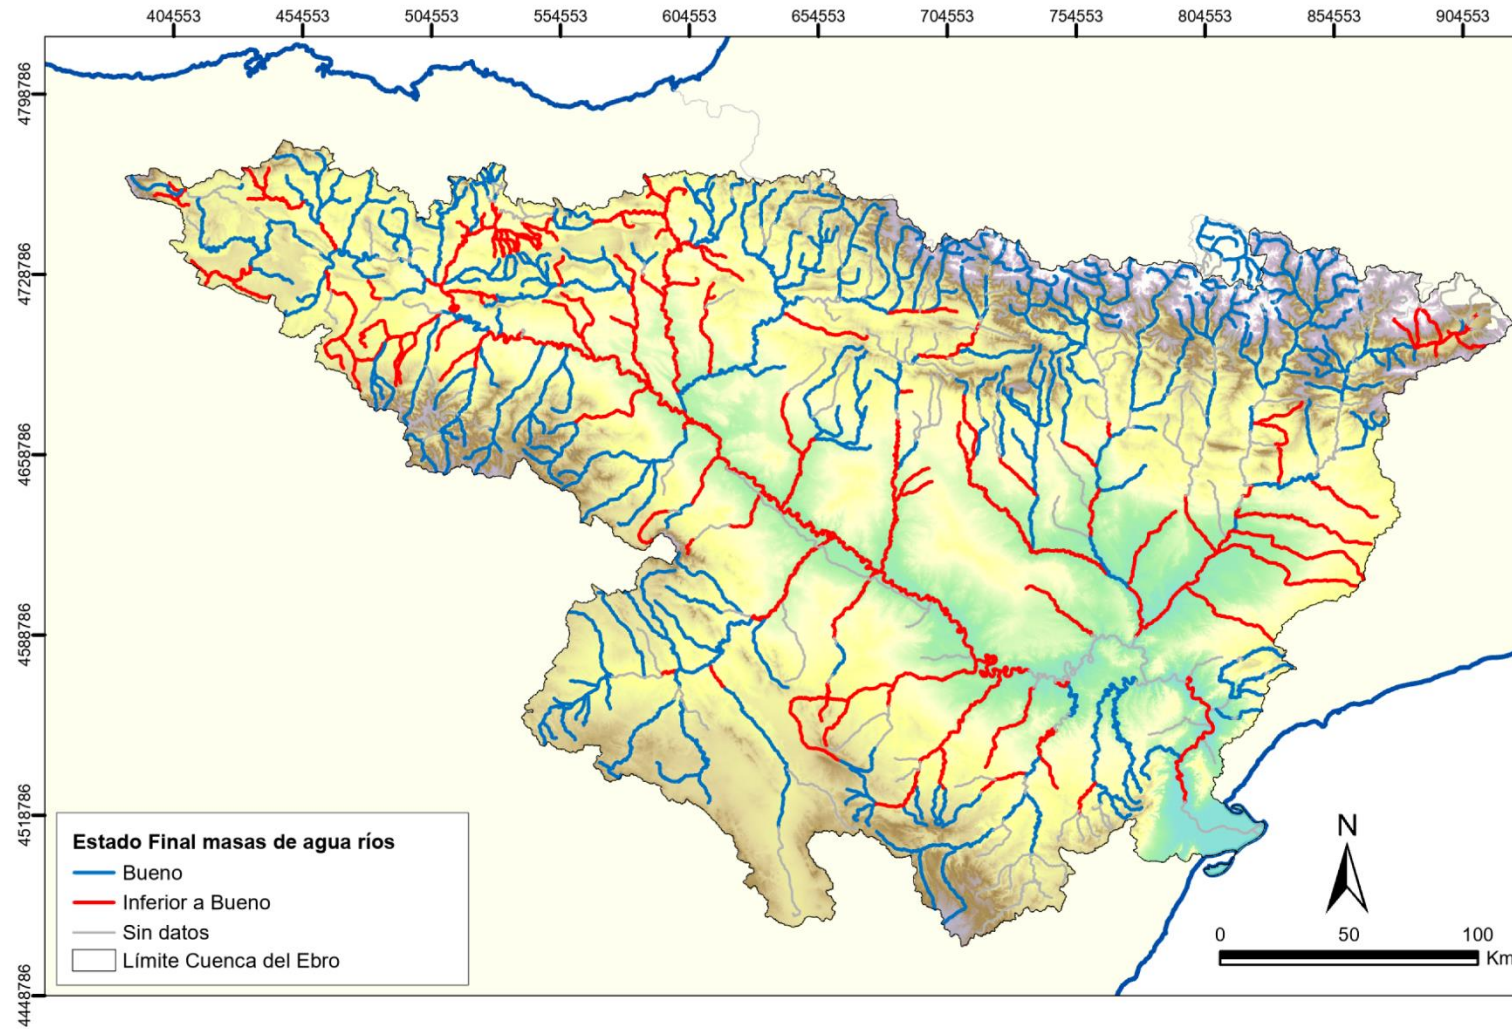 404553 454553 504553 554553 604553 654553 704553 754553 804553 854553 904553
4798786
4728786
4658786
4588786
4518786
4448786
Estado Final masas de agua ríos
Bueno
Inferior a Bueno
Sin datos
Límite Cuenca del Ebro
N
0 50 100
Km